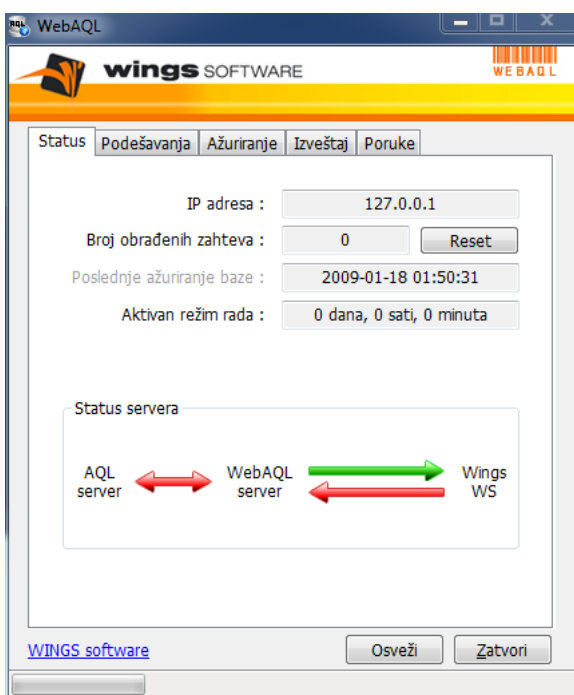 WebAQL
wings SOFTWARE
WEBAQL
Status Podešavanja Ažuriranje Izveštaj Poruke
IP adresa : 127.0.0.1
Broj obrađenih zahteva : 0 Reset
Poslednje ažuriranje baze : 2009-01-18 01:50:31
Aktivan režim rada : 0 dana, 0 sati, 0 minuta
Status servera
AQL server
WebAQL server
Wings WS
WINGS software
Osveži Zatvori